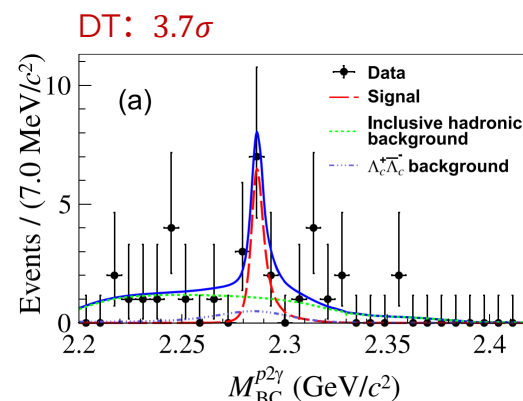 DT: 3.7σ
Events / (7.0 MeV/c²)
10
5
0
(a)
Data
Signal
Inclusive hadronic
background
Λc⁺Λ̄c⁻ background
2.2
2.25
2.3
2.35
2.4
M_BC^p2γ (GeV/c²)